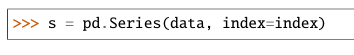 >>> s = pd.Series(data, index=index)